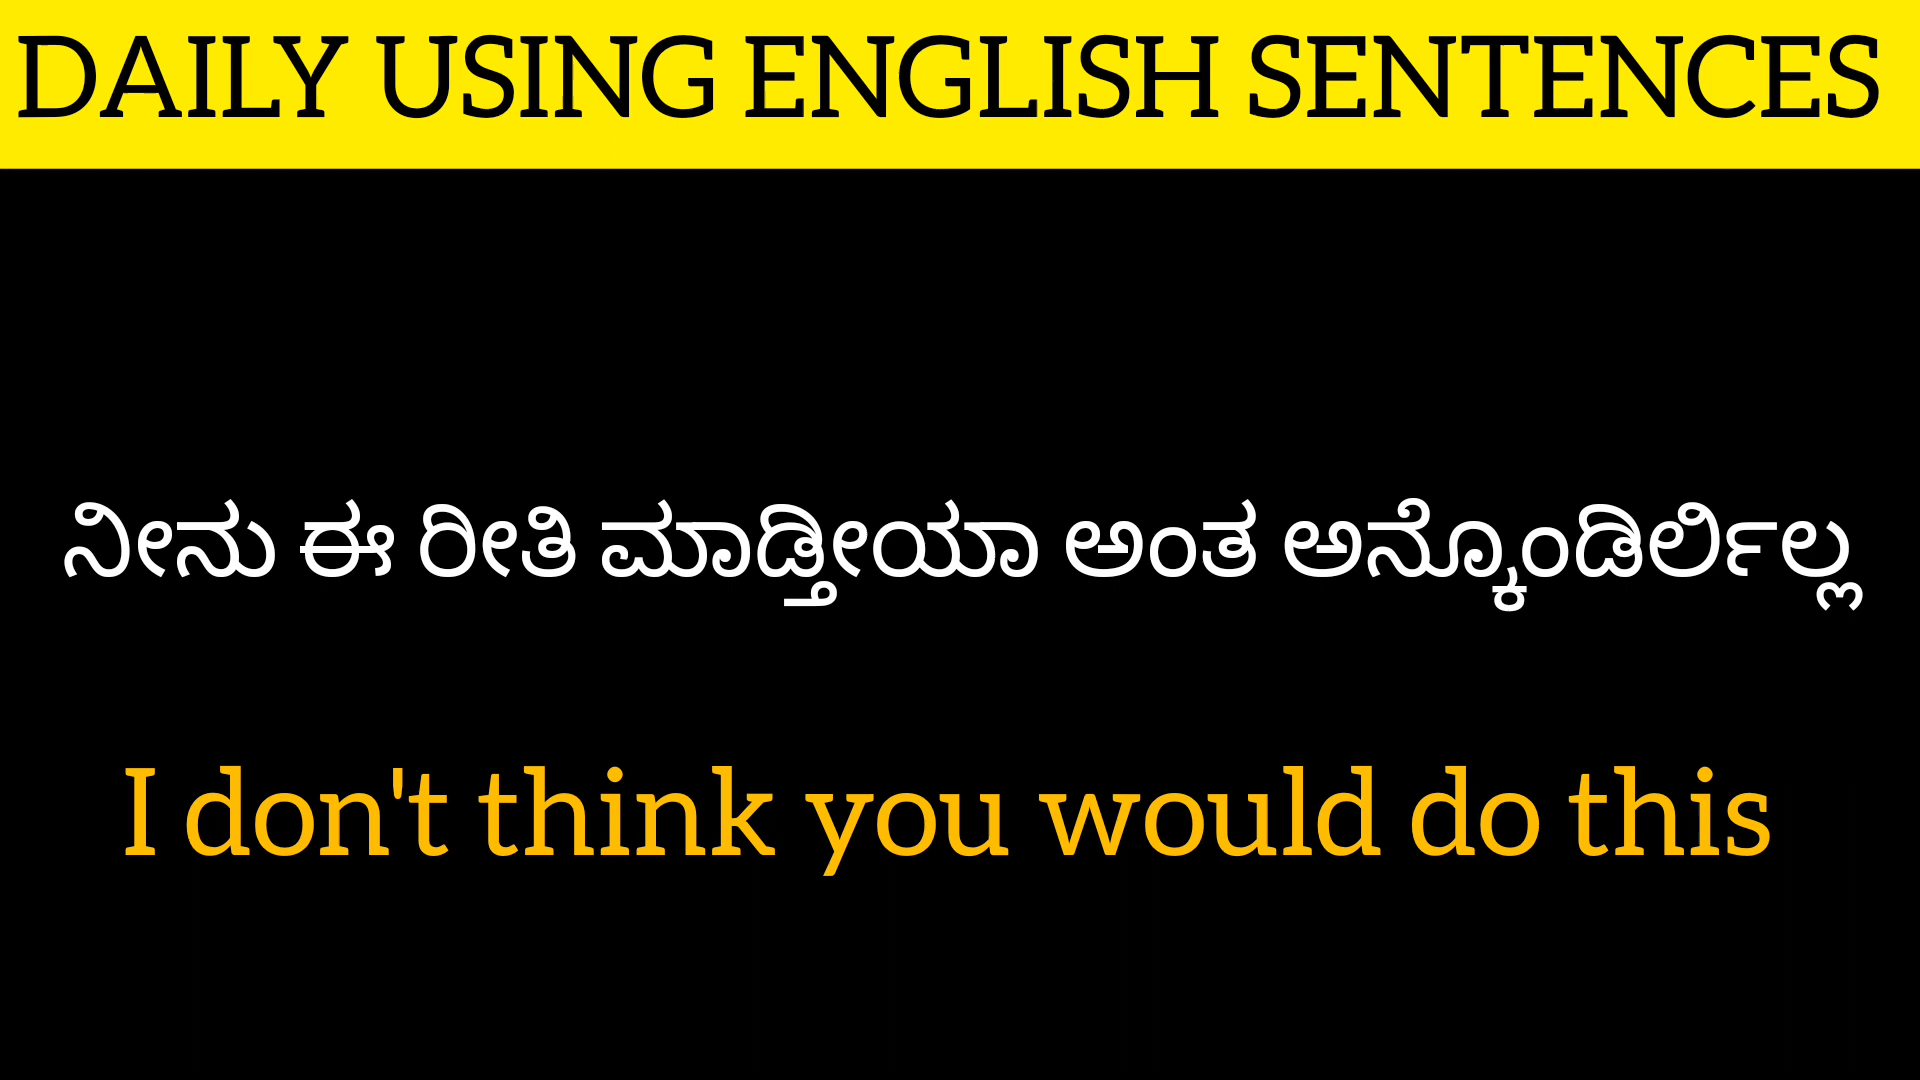 DAILY USING ENGLISH SENTENCES
ನೀನು ಈ ರೀತಿ ಮಾಡ್ತೀಯಾ ಅಂತ ಅನ್ಕೊಂಡಿರ್ಲಿಲ್ಲ
I don't think you would do this